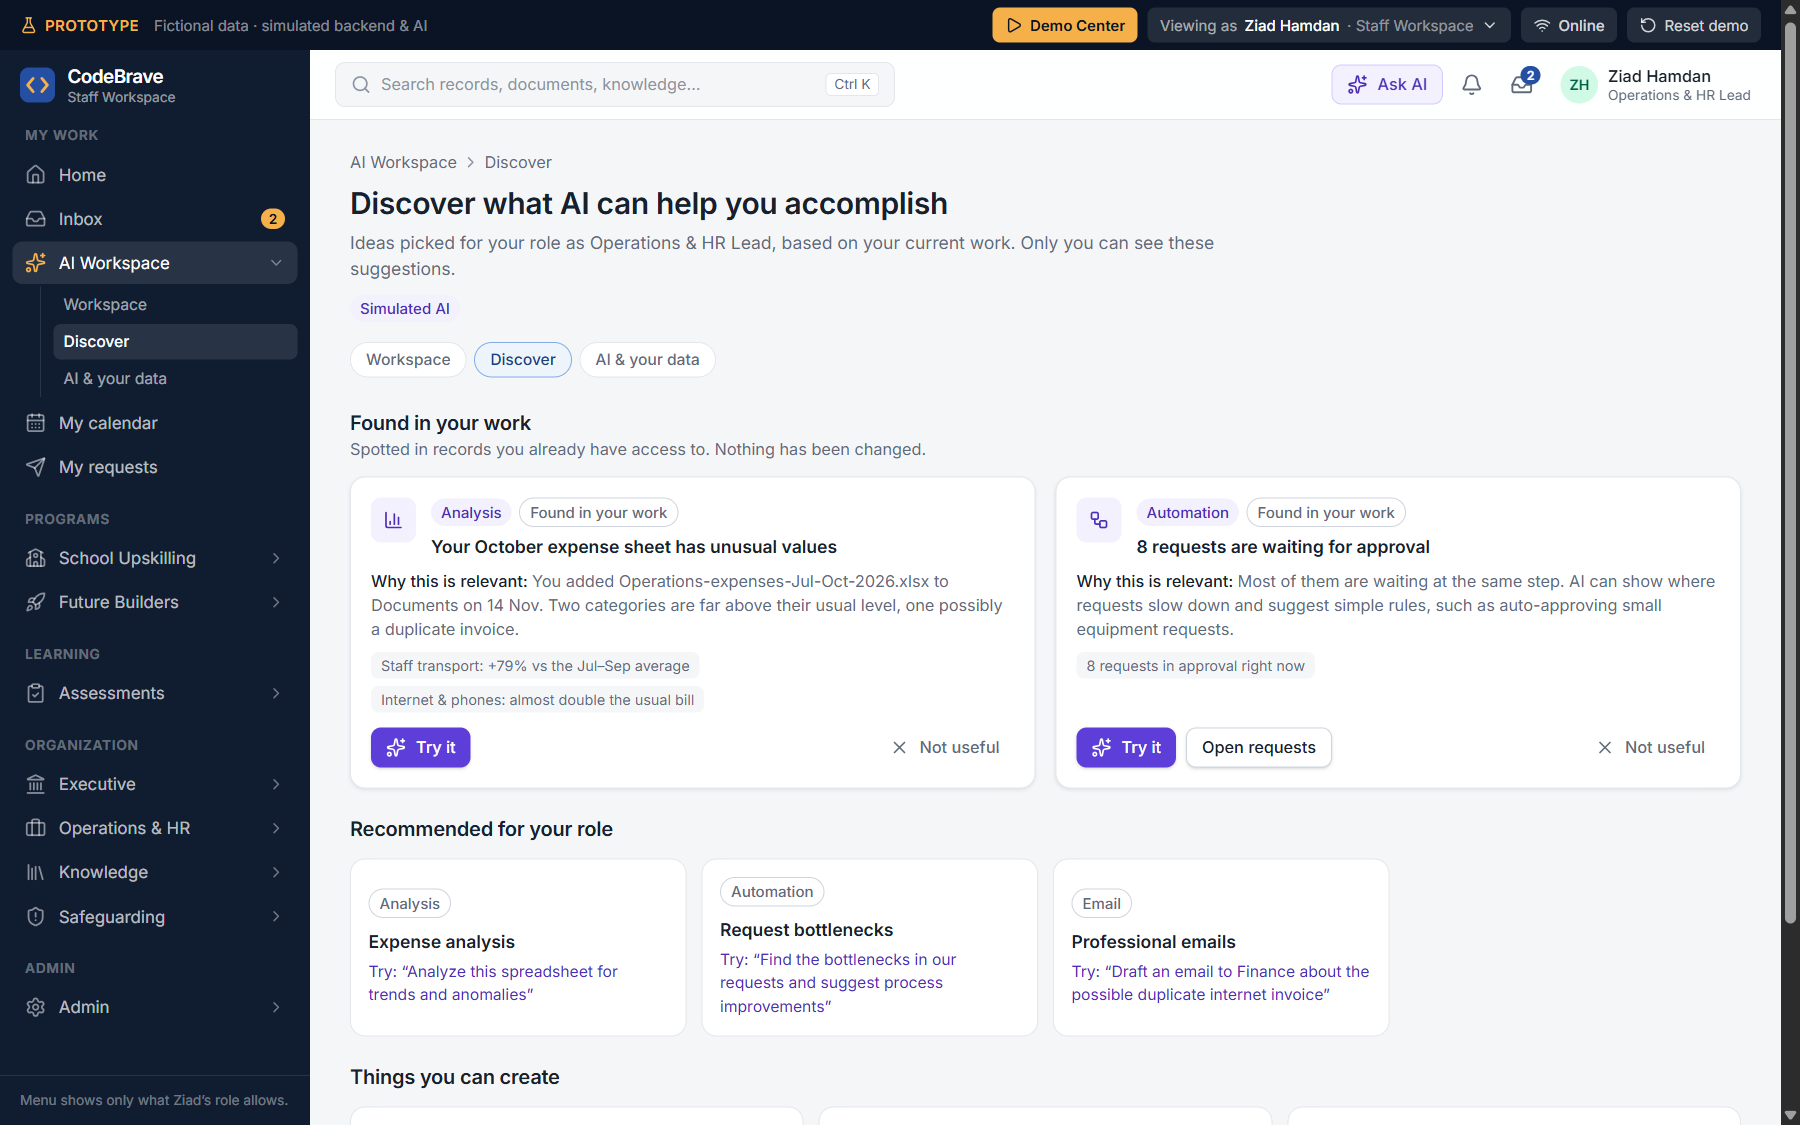 PROTOTYPE Fictional data · simulated backend & AI
Demo Center
Viewing as Ziad Hamdan · Staff Workspace
Online
Reset demo
CodeBrave
Staff Workspace
Search records, documents, knowledge...
Ctrl K
Ask AI
2
ZH
Ziad Hamdan
Operations & HR Lead
MY WORK
Home
Inbox
2
AI Workspace
Workspace
Discover
AI & your data
My calendar
My requests
PROGRAMS
School Upskilling
Future Builders
LEARNING
Assessments
ORGANIZATION
Executive
Operations & HR
Knowledge
Safeguarding
ADMIN
Admin
Menu shows only what Ziad's role allows.
AI Workspace > Discover
Discover what AI can help you accomplish
Ideas picked for your role as Operations & HR Lead, based on your current work. Only you can see these
suggestions.
Simulated AI
Workspace
Discover
AI & your data
Found in your work
Spotted in records you already have access to. Nothing has been changed.
Analysis
Found in your work
Your October expense sheet has unusual values
Why this is relevant: You added Operations-expenses-Jul-Oct-2026.xlsx to
Documents on 14 Nov. Two categories are far above their usual level, one possibly
a duplicate invoice.
Staff transport: +79% vs the Jul–Sep average
Internet & phones: almost double the usual bill
Try it
Not useful
Automation
Found in your work
8 requests are waiting for approval
Why this is relevant: Most of them are waiting at the same step. AI can show where
requests slow down and suggest simple rules, such as auto-approving small
equipment requests.
8 requests in approval right now
Try it
Open requests
Not useful
Recommended for your role
Analysis
Expense analysis
Try: “Analyze this spreadsheet for
trends and anomalies”
Automation
Request bottlenecks
Try: “Find the bottlenecks in our
requests and suggest process
improvements”
Email
Professional emails
Try: “Draft an email to Finance about the
possible duplicate internet invoice”
Things you can create